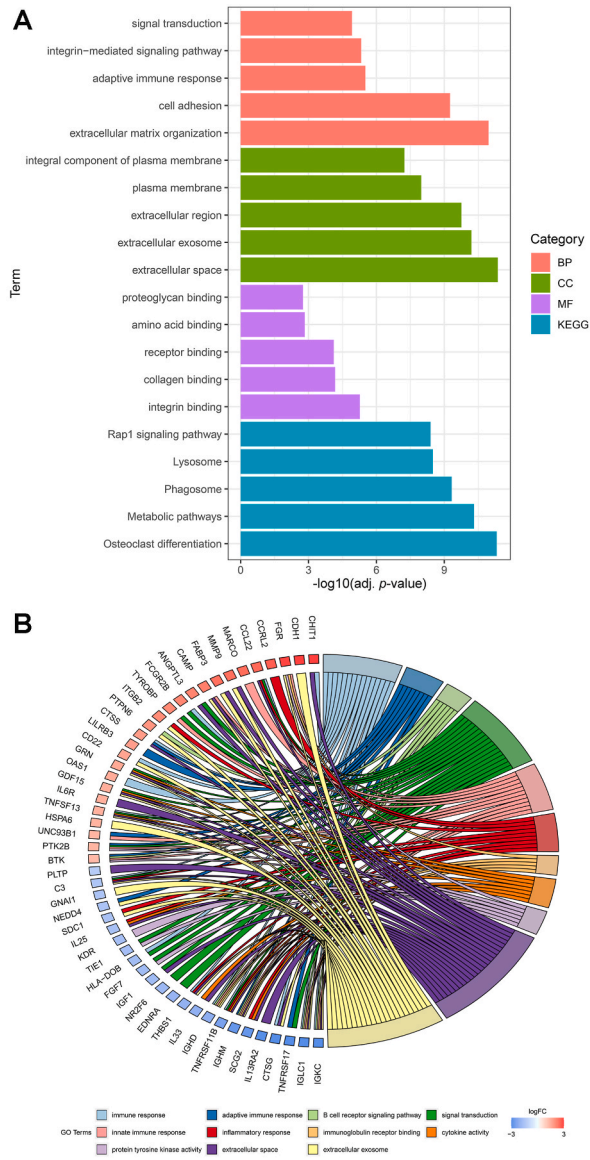 A
signal transduction
integrin-mediated signaling pathway
adaptive immune response
cell adhesion
extracellular matrix organization
integral component of plasma membrane
plasma membrane
extracellular region
extracellular exosome
extracellular space
proteoglycan binding
amino acid binding
receptor binding
collagen binding
integrin binding
Rap1 signaling pathway
Lysosome
Phagosome
Metabolic pathways
Osteoclast differentiation
Term
0 3 6 9
-log10(adj. p-value)
Category
BP
CC
MF
KEGG
B
CHIT1
CDH1
FGR
CCRL2
CCL22
MARCO
MMP9
FABP3
CAMP
ANGPTL3
FCGR2B
TYROBP
ITGB2
PTPN6
CTSS
LILRB3
CD22
GRN
OAS1
GDF15
IL6R
TNFSF13
HSPA6
UNC93B1
PTK2B
BTK
PLTP
C3
GNAI1
NEDD4
SDC1
IL25
KDR
TIE1
HLA-DOB
FGF7
IGF1
NR2F6
EDNRA
THBS1
IL33
IGHD
TNFRSF11B
IGHM
SCG2
IL13RA2
CTSG
TNFRSF17
IGLC1
IGKC
GO Terms
immune response
adaptive immune response
B cell receptor signaling pathway
signal transduction
innate immune response
inflammatory response
immunoglobulin receptor binding
cytokine activity
protein tyrosine kinase activity
extracellular space
extracellular exosome
logFC
-3 3